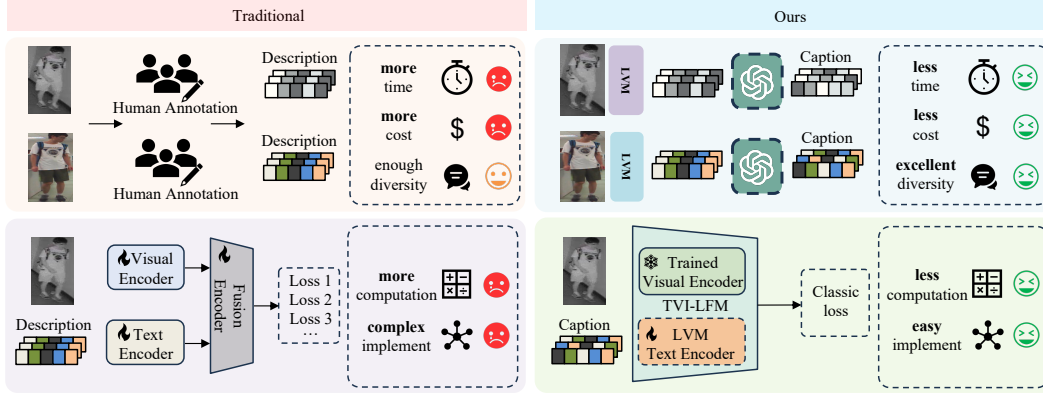 Traditional
Ours
Human Annotation
Human Annotation
Description
Description
more
time
more
cost
enough
diversity
LVM
LVM
Caption
Caption
less
time
$
less
cost
$
excellent
diversity
Description
Visual
Encoder
Text
Encoder
Fusion
Encoder
Loss 1
Loss 2
Loss 3
...
more
computation
complex
implement
Caption
Trained
Visual Encoder
TVI-LFM
LVM
Text Encoder
Classic
loss
less
computation
easy
implement